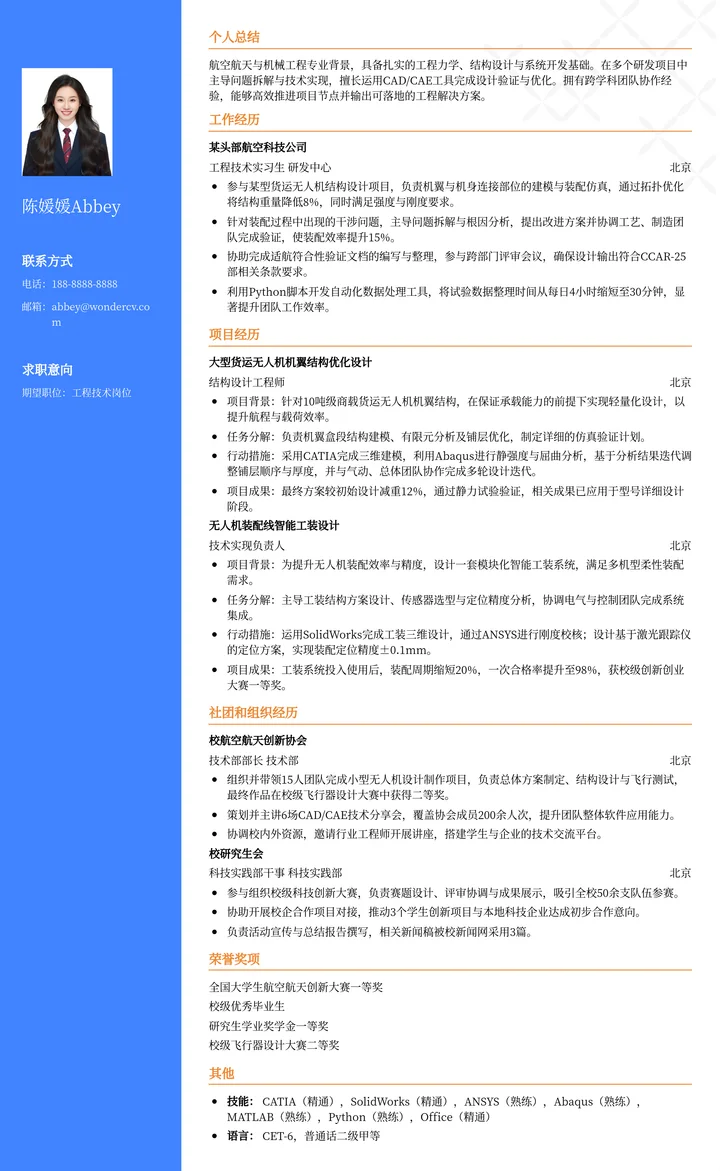 陈媛媛Abbey
联系方式
电话：188-8888-8888
邮箱：abbey@wondercv.co
m
求职意向
期望职位：工程技术岗位
个人总结
航空航天与机械工程专业背景，具备扎实的工程力学、结构设计与系统开发基础。在多个研发项目中
主导问题拆解与技术实现，擅长运用CAD/CAE工具完成设计验证与优化。拥有跨学科团队协作经
验，能够高效推进项目节点并输出可落地的工程解决方案。
工作经历
某头部航空科技公司
工程技术实习生 研发中心 北京
● 参与某型货运无人机结构设计项目，负责机翼与机身连接部位的建模与装配仿真，通过拓扑优化
将结构重量降低8%，同时满足强度与刚度要求。
● 针对装配过程中出现的干涉问题，主导问题拆解与根因分析，提出改进方案并协调工艺、制造团
队完成验证，使装配效率提升15%。
● 协助完成适航符合性验证文档的编写与整理，参与跨部门评审会议，确保设计输出符合CCAR-25
部相关条款要求。
● 利用Python脚本开发自动化数据处理工具，将试验数据整理时间从每日4小时缩短至30分钟，显
著提升团队工作效率。
项目经历
大型货运无人机机翼结构优化设计
结构设计工程师 北京
● 项目背景：针对10吨级商载货运无人机机翼结构，在保证承载能力的前提下实现轻量化设计，以
提升航程与载荷效率。
● 任务分解：负责机翼盒段结构建模、有限元分析及铺层优化，制定详细的仿真验证计划。
● 行动措施：采用CATIA完成三维建模，利用Abaqus进行静强度与屈曲分析，基于分析结果迭代调
整铺层顺序与厚度，并与气动、总体团队协作完成多轮设计迭代。
● 项目成果：最终方案较初始设计减重12%，通过静力试验验证，相关成果已应用于型号详细设计
阶段。
无人机装配线智能工装设计
技术实现负责人 北京
● 项目背景：为提升无人机装配效率与精度，设计一套模块化智能工装系统，满足多机型柔性装配
需求。
● 任务分解：主导工装结构方案设计、传感器选型与定位精度分析，协调电气与控制团队完成系统
集成。
● 行动措施：运用SolidWorks完成工装三维设计，通过ANSYS进行刚度校核；设计基于激光跟踪仪
的定位方案，实现装配定位精度±0.1mm。
● 项目成果：工装系统投入使用后，装配周期缩短20%，一次合格率提升至98%，获校级创新创业
大赛一等奖。
社团和组织经历
校航空航天创新协会
技术部部长 技术部 北京
● 组织并带领15人团队完成小型无人机设计制作项目，负责总体方案制定、结构设计与飞行测试，
最终作品在校级飞行器设计大赛中获得二等奖。
● 策划并主讲6场CAD/CAE技术分享会，覆盖协会成员200余人次，提升团队整体软件应用能力。
● 协调校内外资源，邀请行业工程师开展讲座，搭建学生与企业的技术交流平台。
校研究生会
科技实践部干事 科技实践部 北京
● 参与组织校级科技创新大赛，负责赛题设计、评审协调与成果展示，吸引全校50余支队伍参赛。
● 协助开展校企合作项目对接，推动3个学生创新项目与本地科技企业达成初步合作意向。
● 负责活动宣传与总结报告撰写，相关新闻稿被校新闻网采用3篇。
荣誉奖项
全国大学生航空航天创新大赛一等奖
校级优秀毕业生
研究生学业奖学金一等奖
校级飞行器设计大赛二等奖
其他
● 技能： CATIA（精通），SolidWorks（精通），ANSYS（熟练），Abaqus（熟练），
MATLAB（熟练），Python（熟练），Office（精通）
● 语言： CET-6，普通话二级甲等